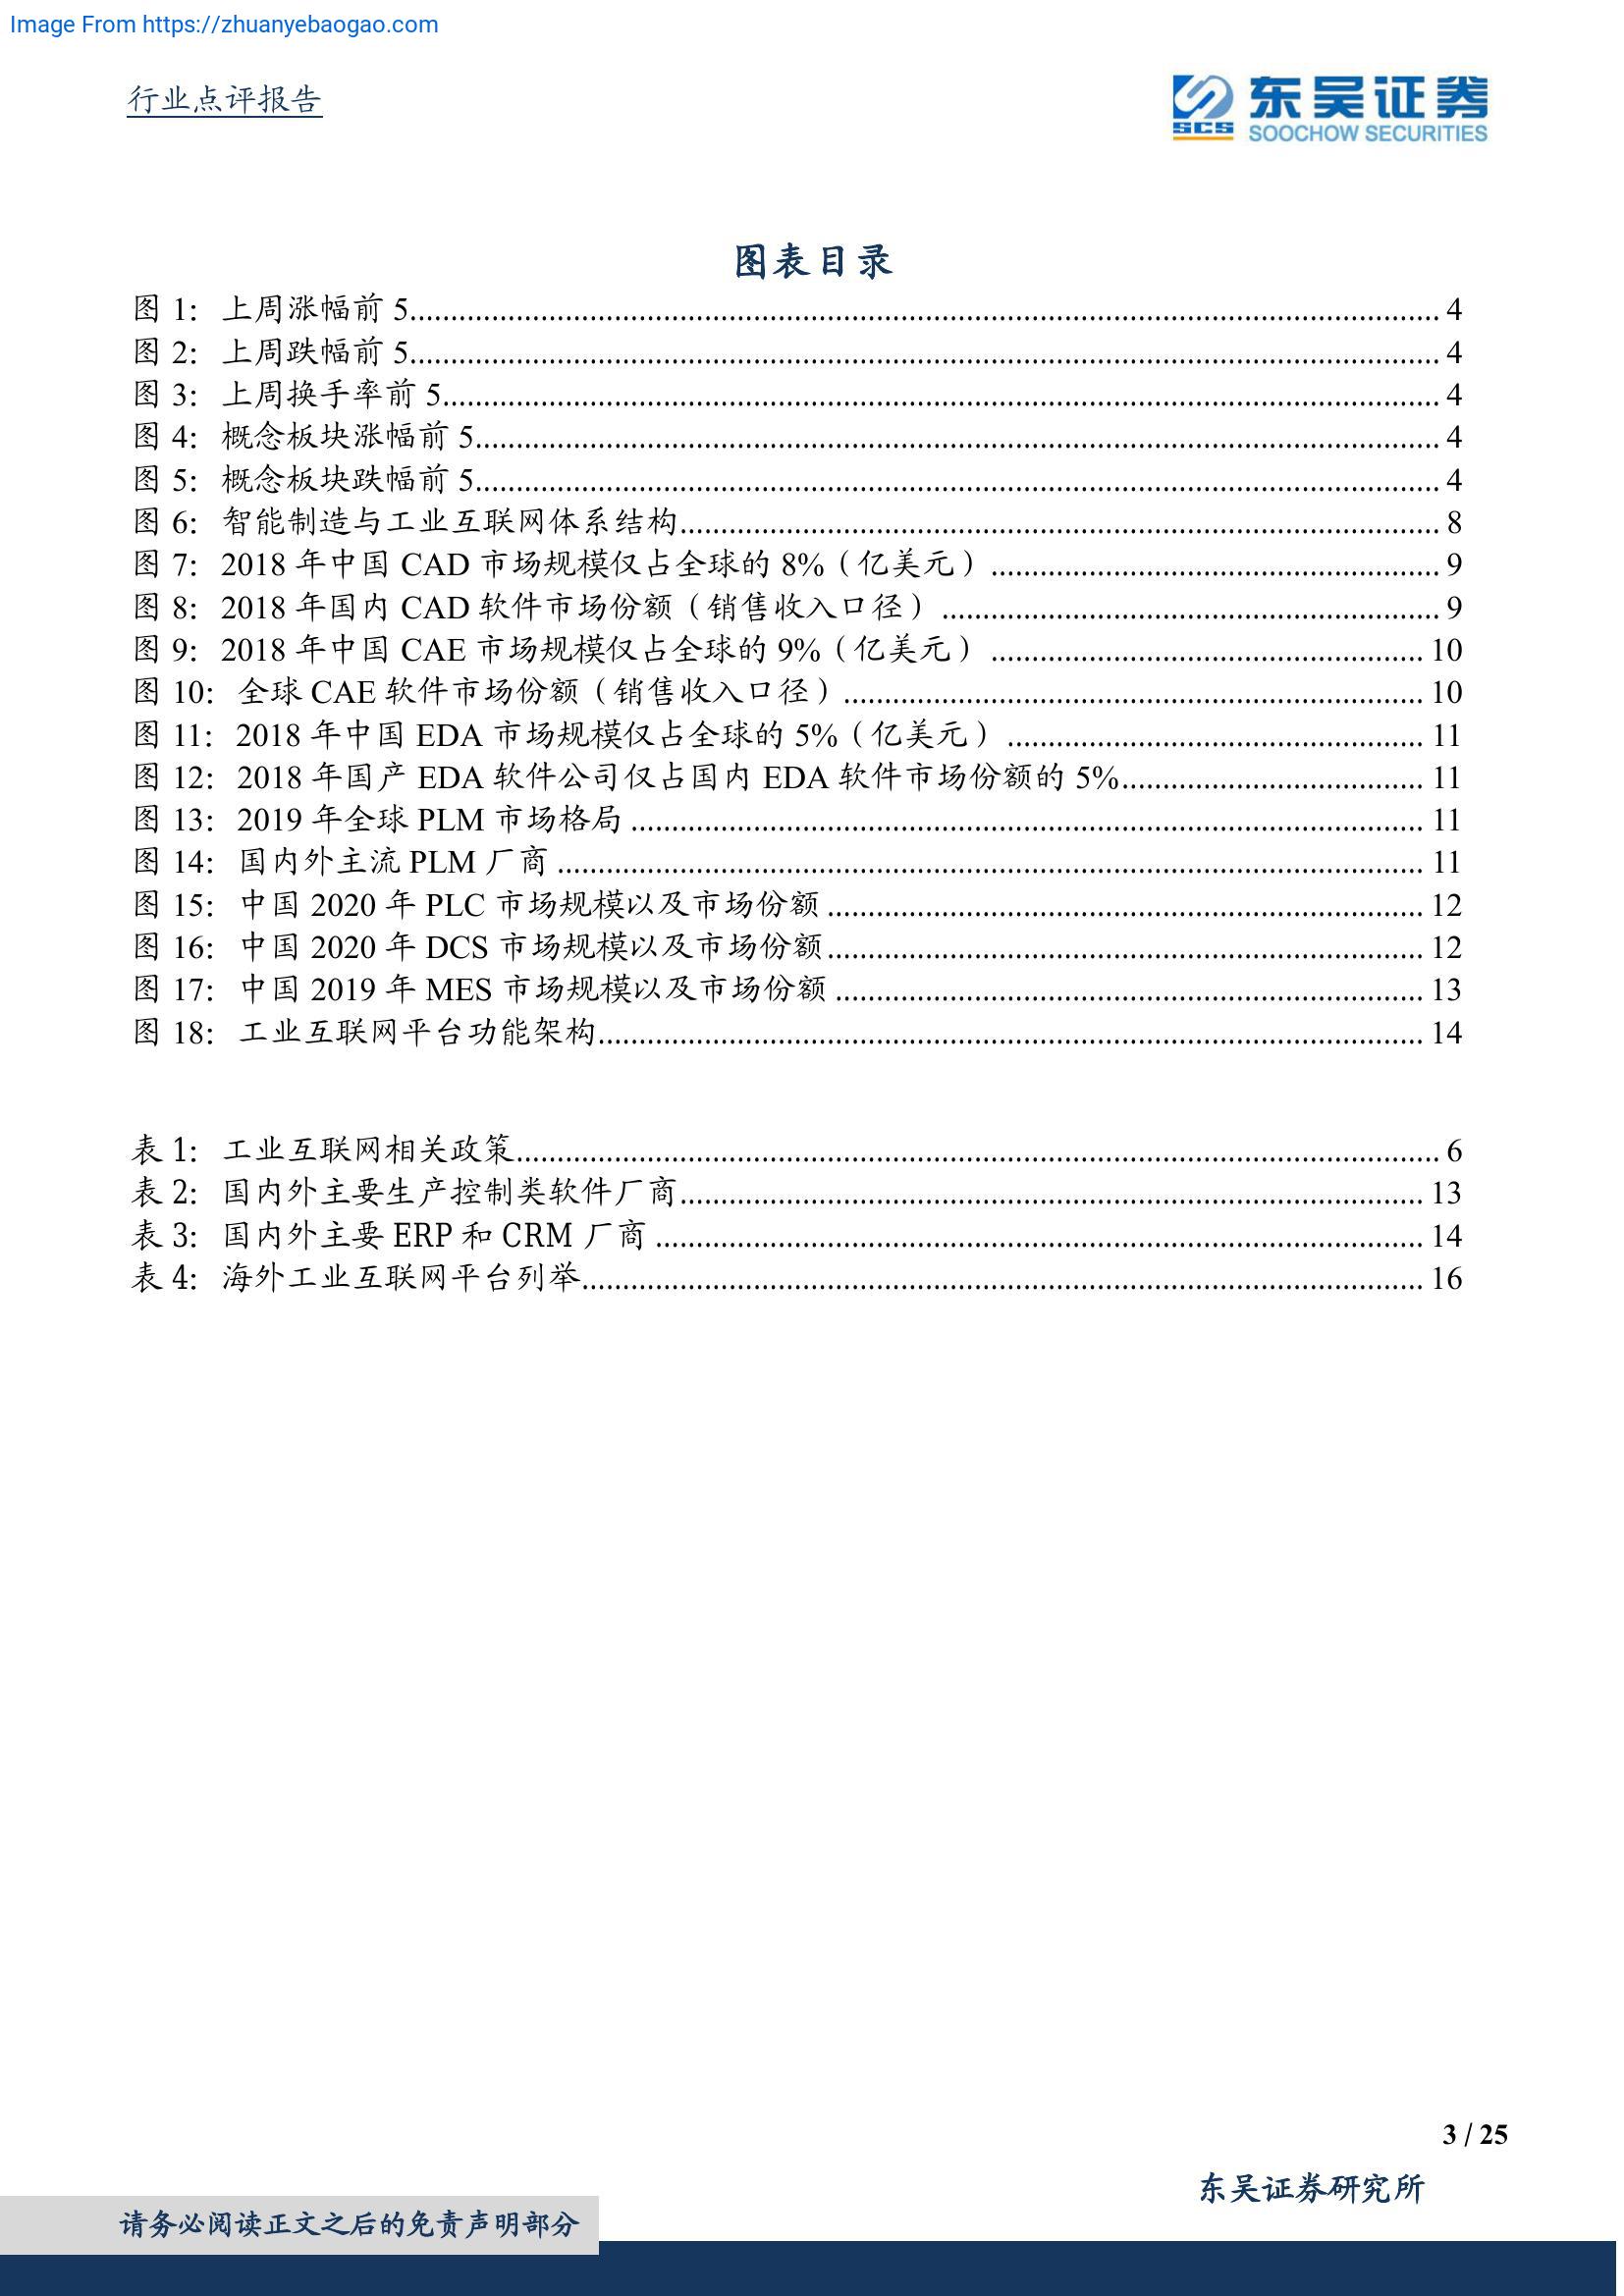 Image From https://zhuanyebaogao.com
行业点评报告
东吴证券
SCS
SOOCHOW SECURITIES
图表目录
图 1: 上周涨幅前 5 4
图 2: 上周跌幅前 5 4
图 3: 上周换手率前 5 4
图 4: 概念板块涨幅前 5 4
图 5: 概念板块跌幅前 5 4
图 6: 智能制造与工业互联网体系结构 8
图 7: 2018 年中国 CAD 市场规模仅占全球的 8%（亿美元） 9
图 8: 2018 年国内 CAD 软件市场份额（销售收入口径） 9
图 9: 2018 年中国 CAE 市场规模仅占全球的 9%（亿美元） 10
图 10: 全球 CAE 软件市场份额（销售收入口径） 10
图 11: 2018 年中国 EDA 市场规模仅占全球的 5%（亿美元） 11
图 12: 2018 年国产 EDA 软件公司仅占国内 EDA 软件市场份额的 5% 11
图 13: 2019 年全球 PLM 市场格局 11
图 14: 国内外主流 PLM 厂商 11
图 15: 中国 2020 年 PLC 市场规模以及市场份额 12
图 16: 中国 2020 年 DCS 市场规模以及市场份额 12
图 17: 中国 2019 年 MES 市场规模以及市场份额 13
图 18: 工业互联网平台功能架构 14
表 1: 工业互联网相关政策 6
表 2: 国内外主要生产控制类软件厂商 13
表 3: 国内外主要 ERP 和 CRM 厂商 14
表 4: 海外工业互联网平台列举 16
3 / 25
东吴证券研究所
请务必阅读正文之后的免责声明部分